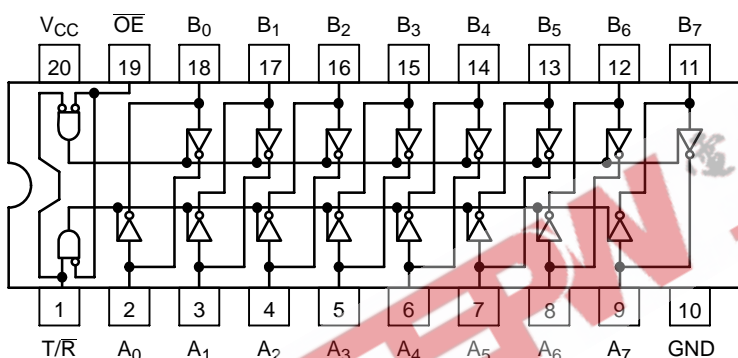 VCC OE B0 B1 B2 B3 B4 B5 B6 B7
20 19 18 17 16 15 14 13 12 11
1 2 3 4 5 6 7 8 9 10
T/R A0 A1 A2 A3 A4 A5 A6 A7 GND